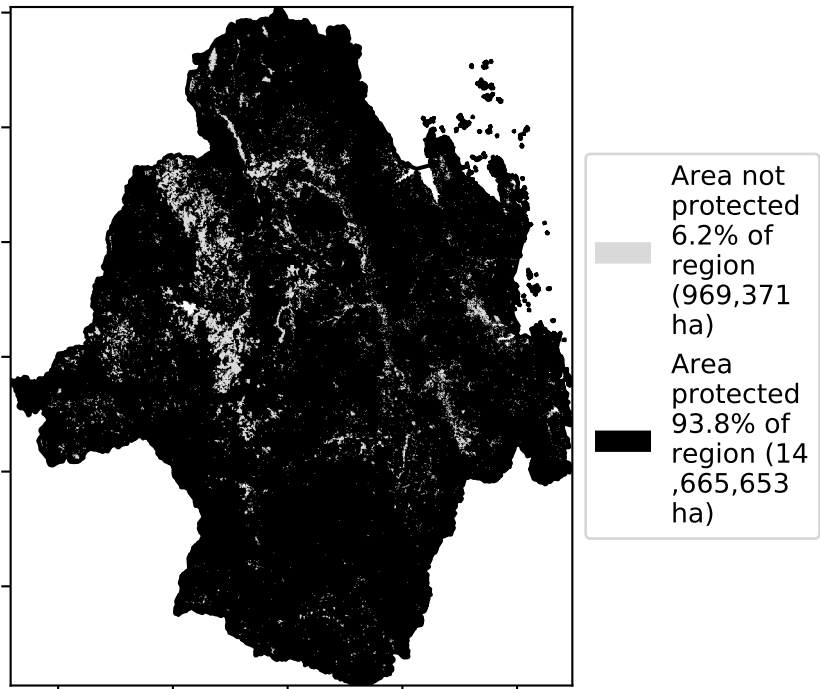 Area not
protected
6.2% of
region
(969,371
ha)
Area
protected
93.8% of
region (14
,665,653
ha)